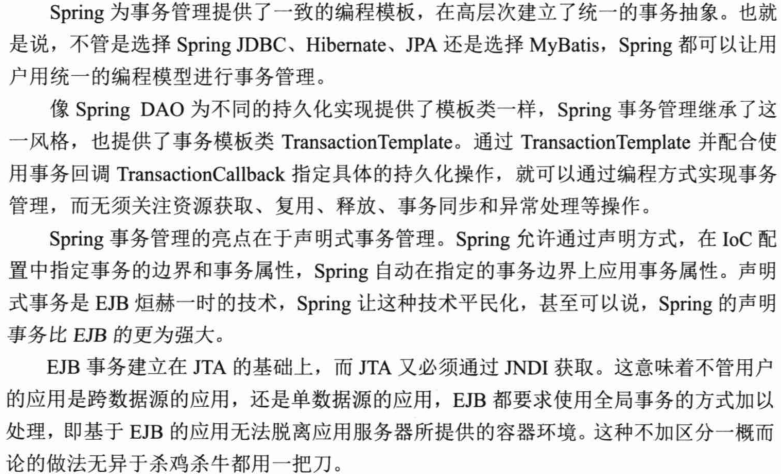 Spring 为事务管理提供了一致的编程模板，在高层次建立了统一的事务抽象。也就
是说，不管是选择 Spring JDBC、Hibernate、JPA 还是选择 MyBatis，Spring 都可以让用
户用统一的编程模型进行事务管理。
像 Spring DAO 为不同的持久化实现提供了模板类一样，Spring 事务管理继承了这
一风格，也提供了事务模板类 TransactionTemplate。通过 TransactionTemplate 并配合使
用事务回调 TransactionCallback 指定具体的持久化操作，就可以通过编程方式实现事务
管理，而无须关注资源获取、复用、释放、事务同步和异常处理等操作。
Spring 事务管理的亮点在于声明式事务管理。Spring 允许通过声明方式，在 IoC 配
置中指定事务的边界和事务属性，Spring 自动在指定的事务边界上应用事务属性。声明
式事务是 EJB 烜赫一时的技术，Spring 让这种技术平民化，甚至可以说，Spring 的声明
事务比 EJB 的更为强大。
EJB 事务建立在 JTA 的基础上，而 JTA 又必须通过 JNDI 获取。这意味着不管用户
的应用是跨数据源的应用，还是单数据源的应用，EJB 都要求使用全局事务的方式加以
处理，即基于 EJB 的应用无法脱离应用服务器所提供的容器环境。这种不加区分一概而
论的做法无异于杀鸡杀牛都用一把刀。